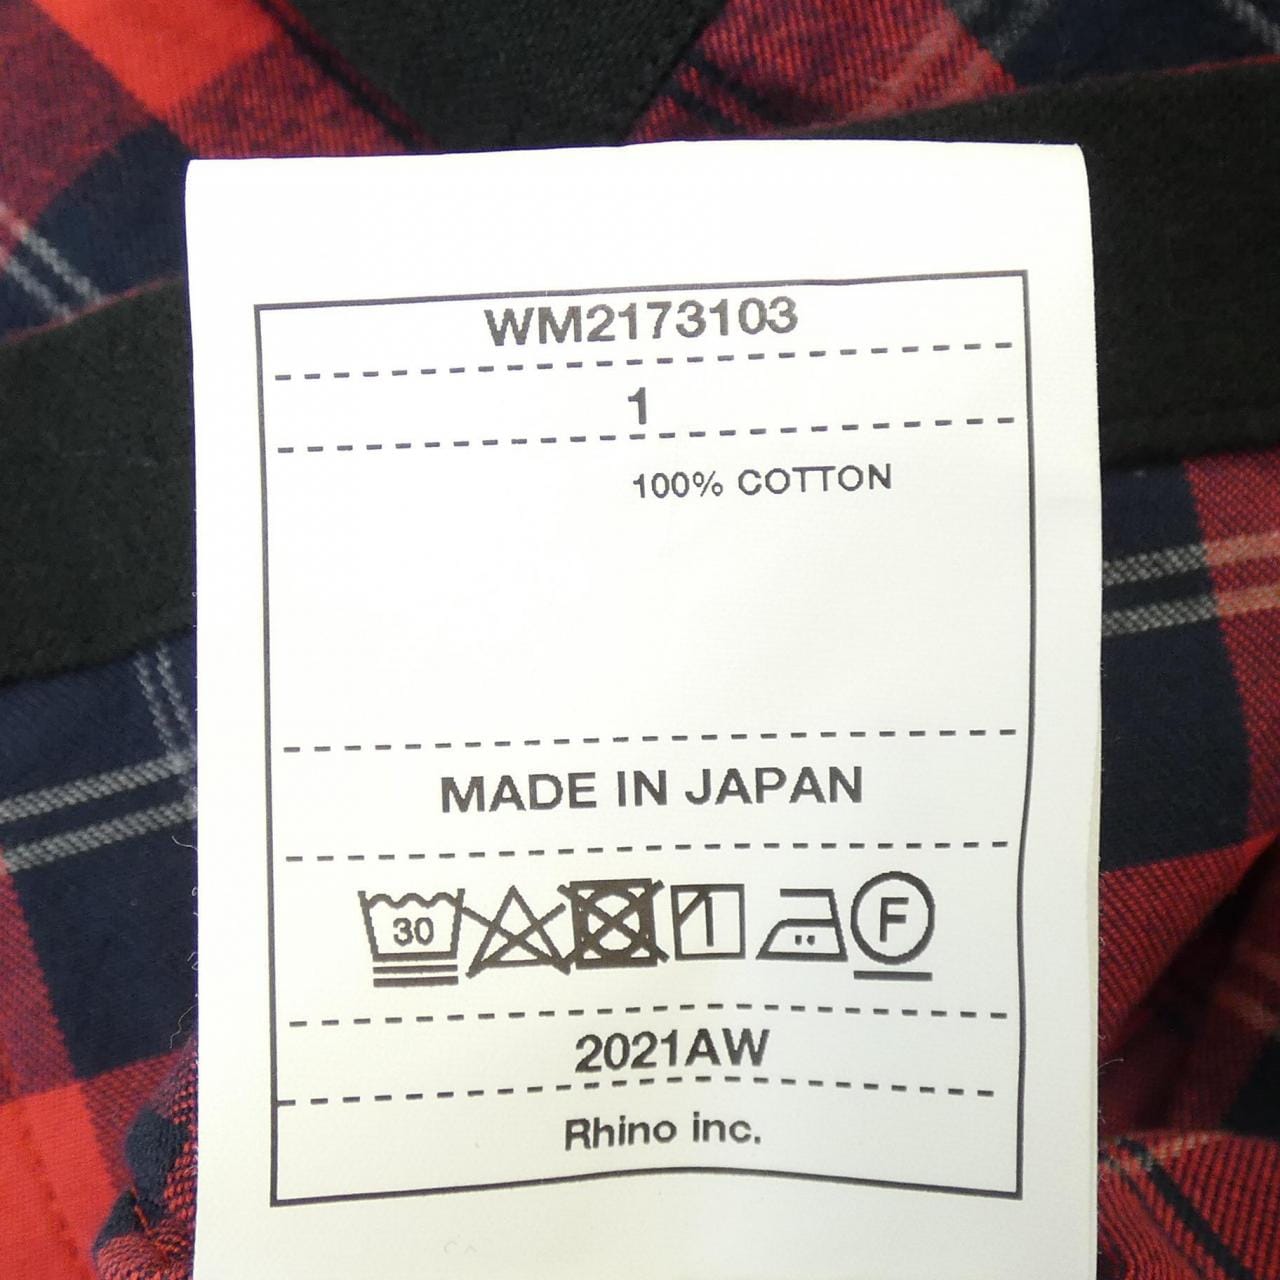 WM2173103
1
100% COTTON
MADE IN JAPAN
30 F
2021AW
Rhino inc.